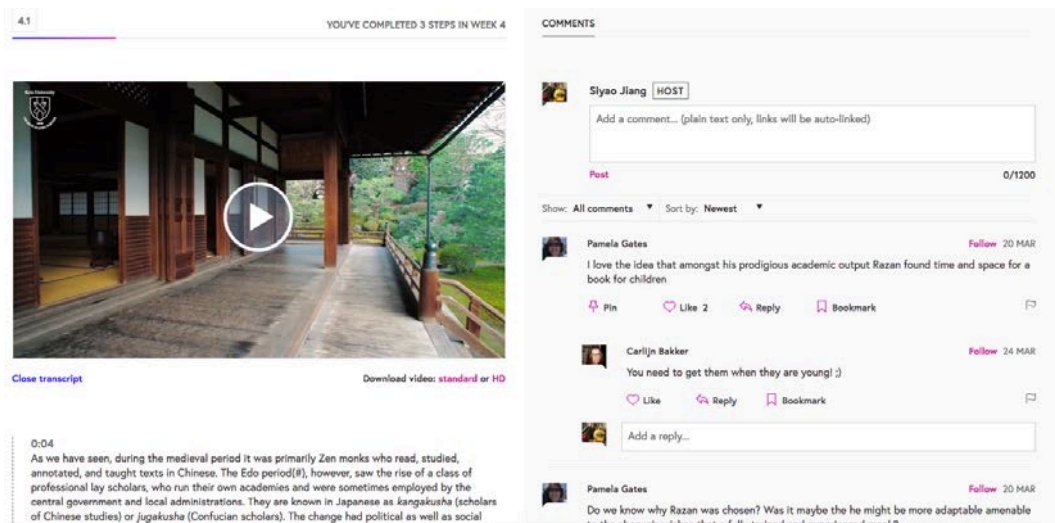 4.1
YOU'VE COMPLETED 3 STEPS IN WEEK 4
Keio University
Close transcript
Download video: standard or HD
0:04
As we have seen, during the medieval period it was primarily Zen monks who read, studied,
annotated, and taught texts in Chinese. The Edo period(#), however, saw the rise of a class of
professional lay scholars, who run their own academies and were sometimes employed by the
central government and local administrations. They are known in Japanese as kangakusha (scholars
of Chinese studies) or jugakusha (Confucian scholars). The change had political as well as social
COMMENTS
Siyao Jiang HOST
Add a comment... (plain text only, links will be auto-linked)
Post
0/1200
Show: All comments Sort by: Newest
Pamela Gates
Follow 20 MAR
I love the idea that amongst his prodigious academic output Razan found time and space for a
book for children
Pin Like 2 Reply Bookmark
Carlijn Bakker
Follow 24 MAR
You need to get them when they are young! ;)
Like Reply Bookmark
Add a reply...
Pamela Gates
Follow 20 MAR
Do we know why Razan was chosen? Was it maybe the he might be more adaptable amenable